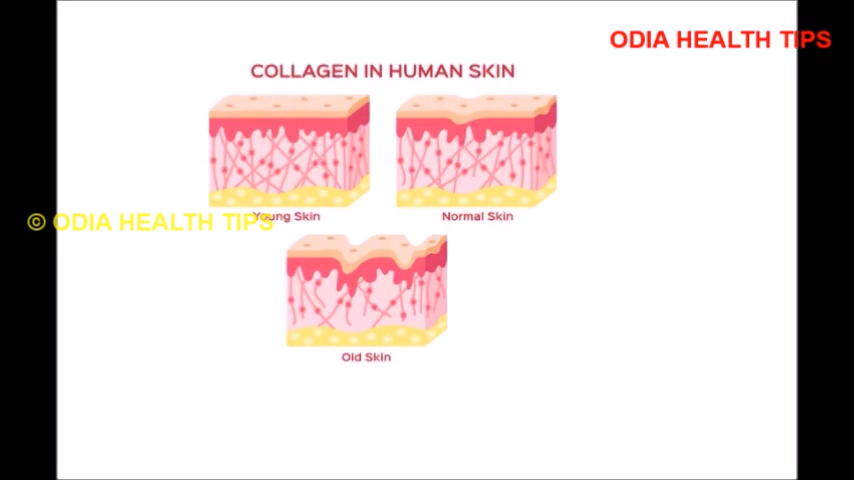 ODIA HEALTH TIPS
COLLAGEN IN HUMAN SKIN
Young Skin
Normal Skin
© ODIA HEALTH TIPS
Old Skin